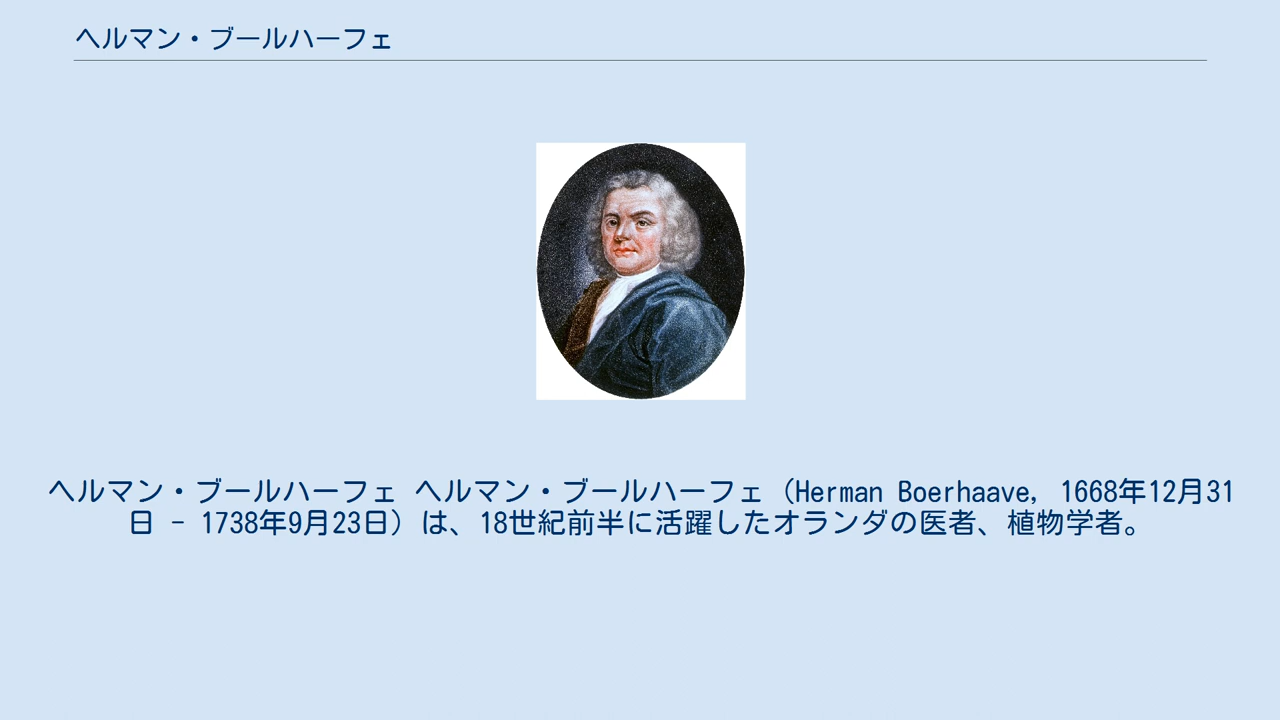 ヘルマン・ブールハーフェ
ヘルマン・ブールハーフェ ヘルマン・ブールハーフェ（Herman Boerhaave, 1668年12月31
日 - 1738年9月23日）は、18世紀前半に活躍したオランダの医者、植物学者。